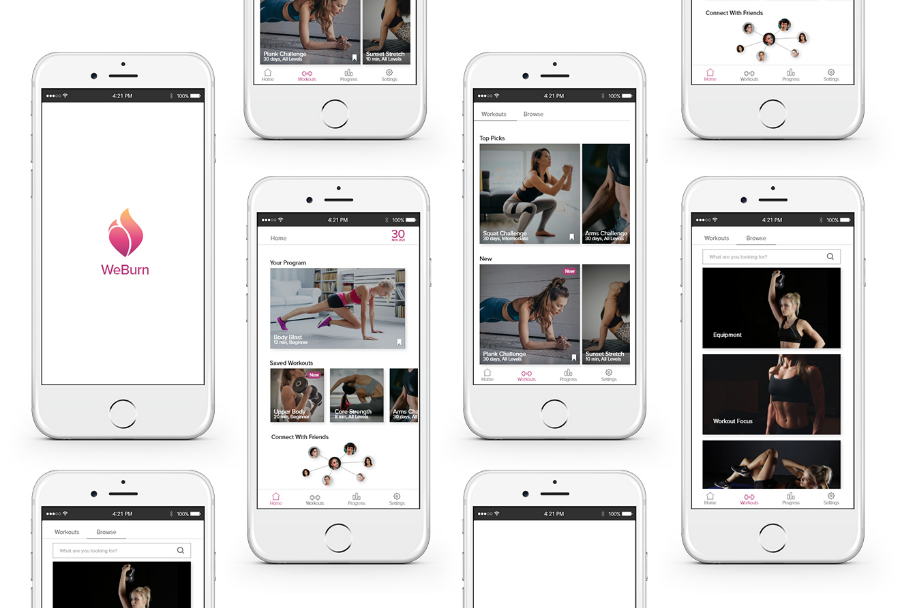 Plank Challenge
30 days, All Levels
Sunset Stretch
10 min, All Levels
Home
Workouts
Progress
Settings
Connect With Friends
Home
Workouts
Progress
Settings
4:21 PM
100%
WeBurn
4:21 PM
100%
Home
30
Your Program
Body Blast
12 min, Beginner
Saved Workouts
New
Upper Body
20 min, Beginner
Core Strength
8 min, All Levels
Arms Cha
30 days, All
Connect With Friends
Home
Workouts
Progress
Settings
4:21 PM
100%
Workouts
Browse
Top Picks
Squat Challenge
30 days, Intermediate
Arms Challenge
30 days, All Levels
New
New
Plank Challenge
30 days, All Levels
Sunset Stretch
10 min, All Levels
Home
Workouts
Progress
Settings
4:21 PM
100%
Workouts
Browse
What are you looking for?
Equipment
Workout Focus
Home
Workouts
Progress
Settings
4:21 PM
100%
Workouts
Browse
What are you looking for?
4:21 PM
100%